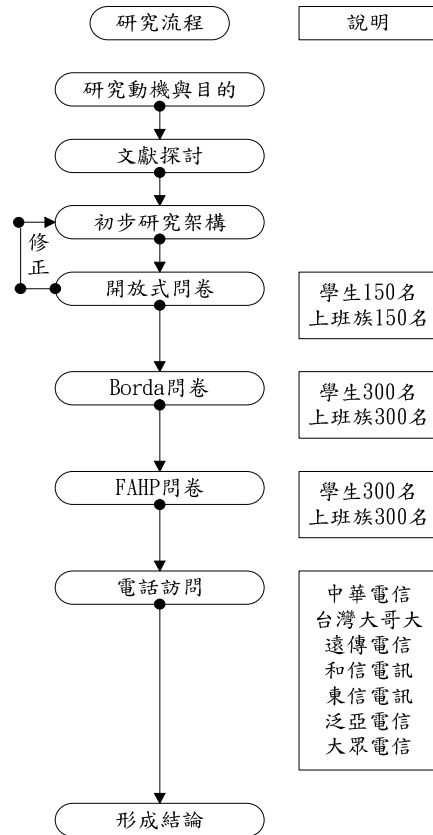 研究流程
說明
研究動機與目的
文獻探討
初步研究架構
修
正
開放式問卷
學生150名
上班族150名
Borda問卷
學生300名
上班族300名
FAHP問卷
學生300名
上班族300名
電話訪問
中華電信
台灣大哥大
遠傳電信
和信電訊
東信電訊
泛亞電信
大眾電信
形成結論